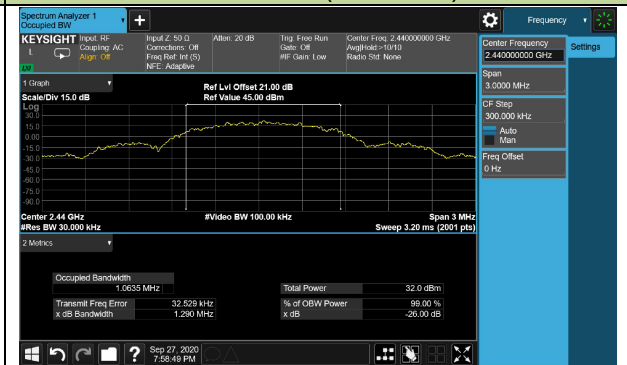 Spectrum Analyzer 1
Occupied BW
Frequency
KEYSIGHT
Input: RF
Coupling: AC
Align: Off
Input Z: 50 Ω
Corrections: Off
Freq Ref: Int (S)
NFE: Adaptive
Atten: 20 dB
Trig: Free Run
Gate: Off
#IF Gain: Low
Center Freq: 2.440000000 GHz
Avg|Hold:>10/10
Radio Std: None
L
LXI
Center Frequency
2.440000000 GHz
Settings
Span
3.0000 MHz
CF Step
300.000 kHz
Auto
Man
Freq Offset
0 Hz
1 Graph
Scale/Div 15.0 dB
Ref Lvl Offset 21.00 dB
Ref Value 45.00 dBm
Log
30.0
15.0
0.00
-15.0
-30.0
-45.0
-60.0
-75.0
-90.0
Center 2.44 GHz
#Video BW 100.00 kHz
Span 3 MHz
#Res BW 30.000 kHz
Sweep 3.20 ms (2001 pts)
2 Metrics
Occupied Bandwidth
1.0635 MHz
Total Power 32.0 dBm
Transmit Freq Error 32.529 kHz
% of OBW Power 99.00 %
x dB Bandwidth 1.290 MHz
x dB -26.00 dB
Sep 27, 2020
7:58:49 PM